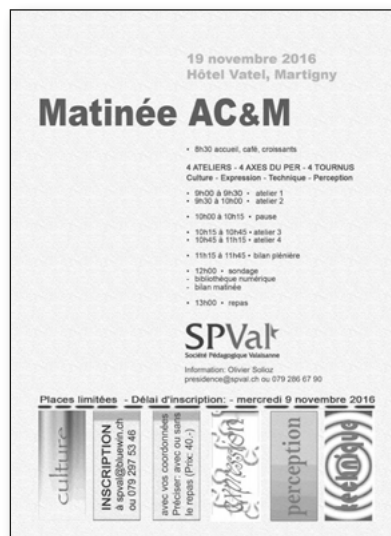 19 novembre 2016
Hôtel Vatel, Martigny
Matinée AC&M
• 8h30 accueil, café, croissants
4 ATELIERS - 4 AXES DU PER - 4 TOURNUS
Culture - Expression - Technique - Perception
• 9h00 à 9h30 • atelier 1
• 9h30 à 10h00 • atelier 2
• 10h00 à 10h15 • pause
• 10h15 à 10h45 • atelier 3
• 10h45 à 11h15 • atelier 4
• 11h15 à 11h45 • bilan plénière
• 12h00 • sondage
- bibliothèque numérique
- bilan matinée
• 13h00 • repas
SPVal
Société Pédagogique Valaisanne
Information: Olivier Solioz
presidence@spval.ch ou 079 286 67 90
Places limitées - Délai d'inscription: - mercredi 9 novembre 2016
culture
INSCRIPTION
à spval@bluewin.ch
ou 079 297 53 46
avec vos coordonnées
Préciser: avec ou sans
le repas (Prix: 40.-)
expression
perception
technique